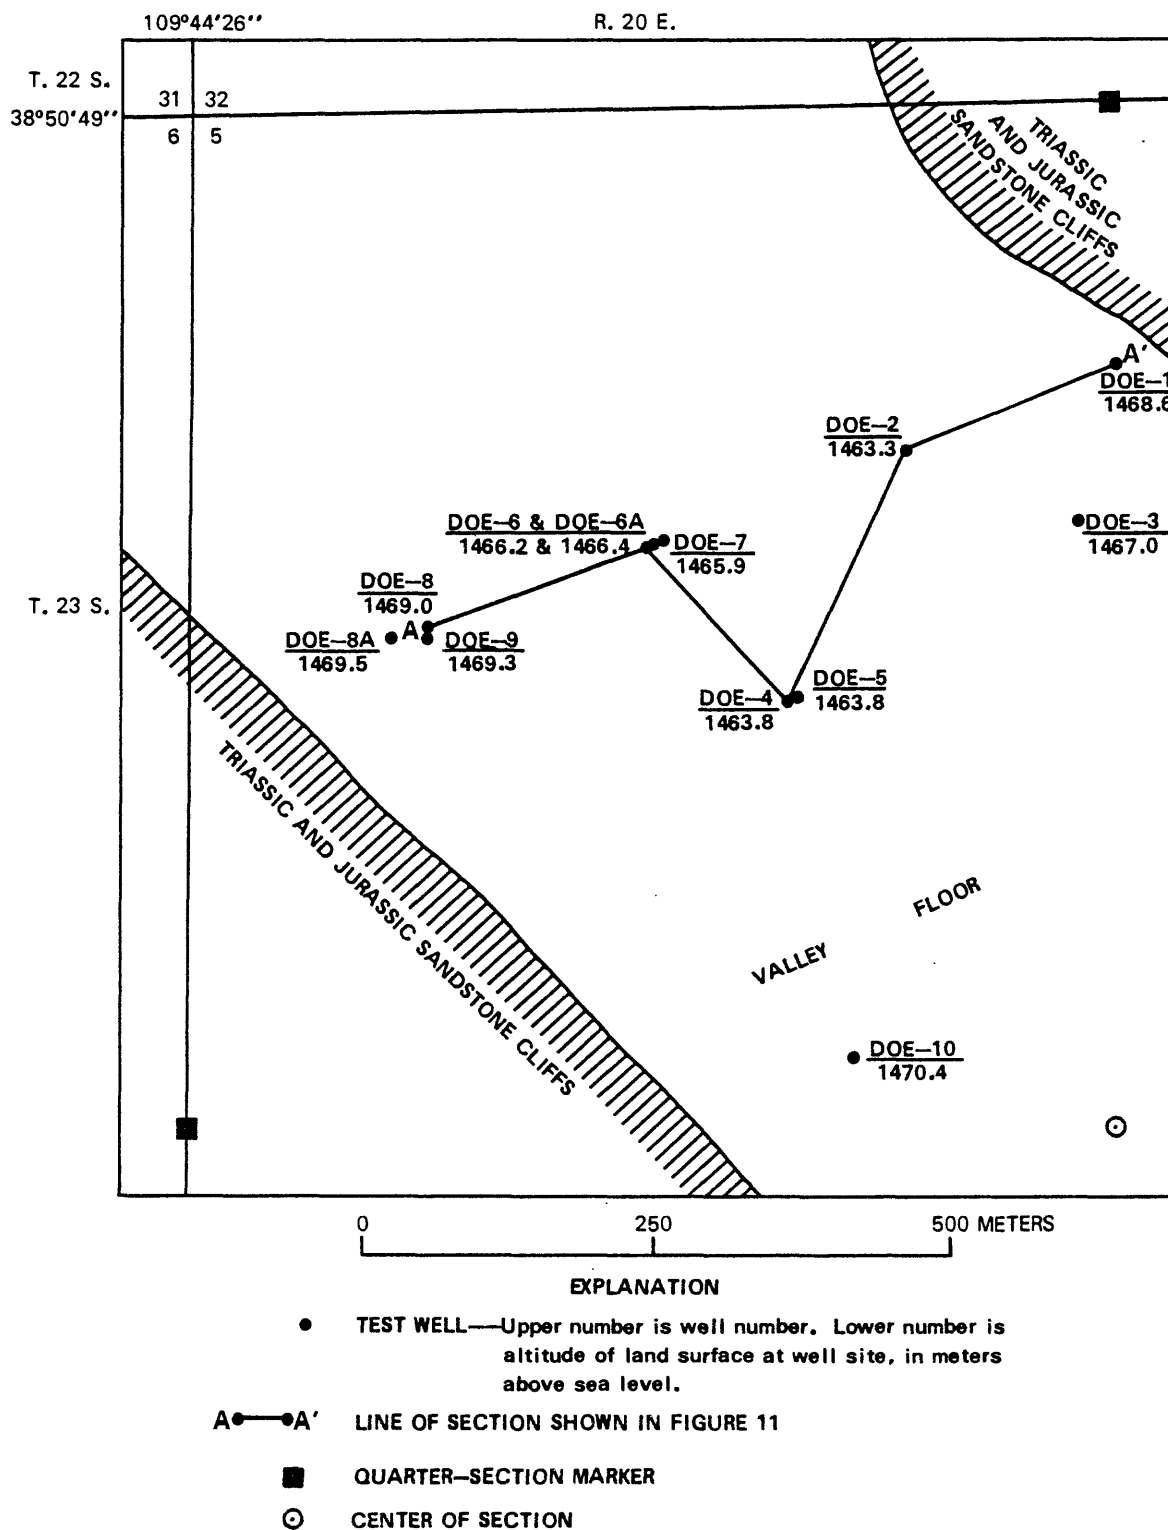 109°44'26''
R. 20 E.
T. 22 S.
31 32
38°50'49''
6 5
TRIASSIC
AND JURASSIC
SANDSTONE CLIFFS
A'
DOE—1
1468.6
DOE—2
1463.3
DOE—6 & DOE—6A
1466.2 & 1466.4
DOE—7
1465.9
DOE—3
1467.0
T. 23 S.
DOE—8
1469.0
A
DOE—8A
1469.5
DOE—9
1469.3
DOE—4
1463.8
DOE—5
1463.8
TRIASSIC AND JURASSIC SANDSTONE CLIFFS
VALLEY FLOOR
DOE—10
1470.4
0 250 500 METERS
EXPLANATION
TEST WELL—Upper number is well number. Lower number is
altitude of land surface at well site, in meters
above sea level.
A A' LINE OF SECTION SHOWN IN FIGURE 11
QUARTER—SECTION MARKER
CENTER OF SECTION